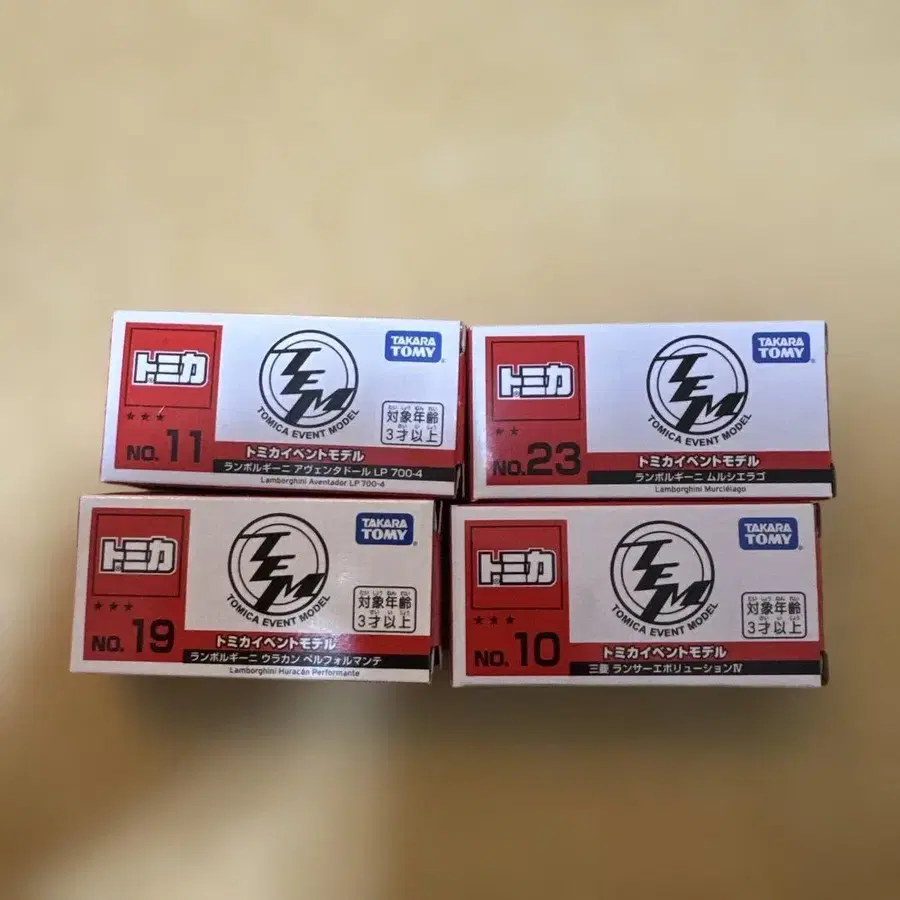 トミカ
TEM
TOMICA EVENT MODEL
TAKARA
TOMY
対象年齢
3才以上
NO. 11
トミカイベントモデル
ランボルギーニ アヴェンタドール LP 700-4
Lamborghini Aventador LP 700-4
トミカ
TEM
TOMICA EVENT MODEL
TAKARA
TOMY
NO. 23
トミカイベントモデル
ランボルギーニ ムルシエラゴ
Lamborghini Murciélago
トミカ
TEM
TOMICA EVENT MODEL
TAKARA
TOMY
対象年齢
3才以上
NO. 19
トミカイベントモデル
ランボルギーニ ウラカン ペルフォルマンテ
Lamborghini Huracán Performante
トミカ
TEM
TOMICA EVENT MODEL
TAKARA
TOMY
対象年齢
3才以上
NO. 10
トミカイベントモデル
三菱 ランサーエボリューションⅣ